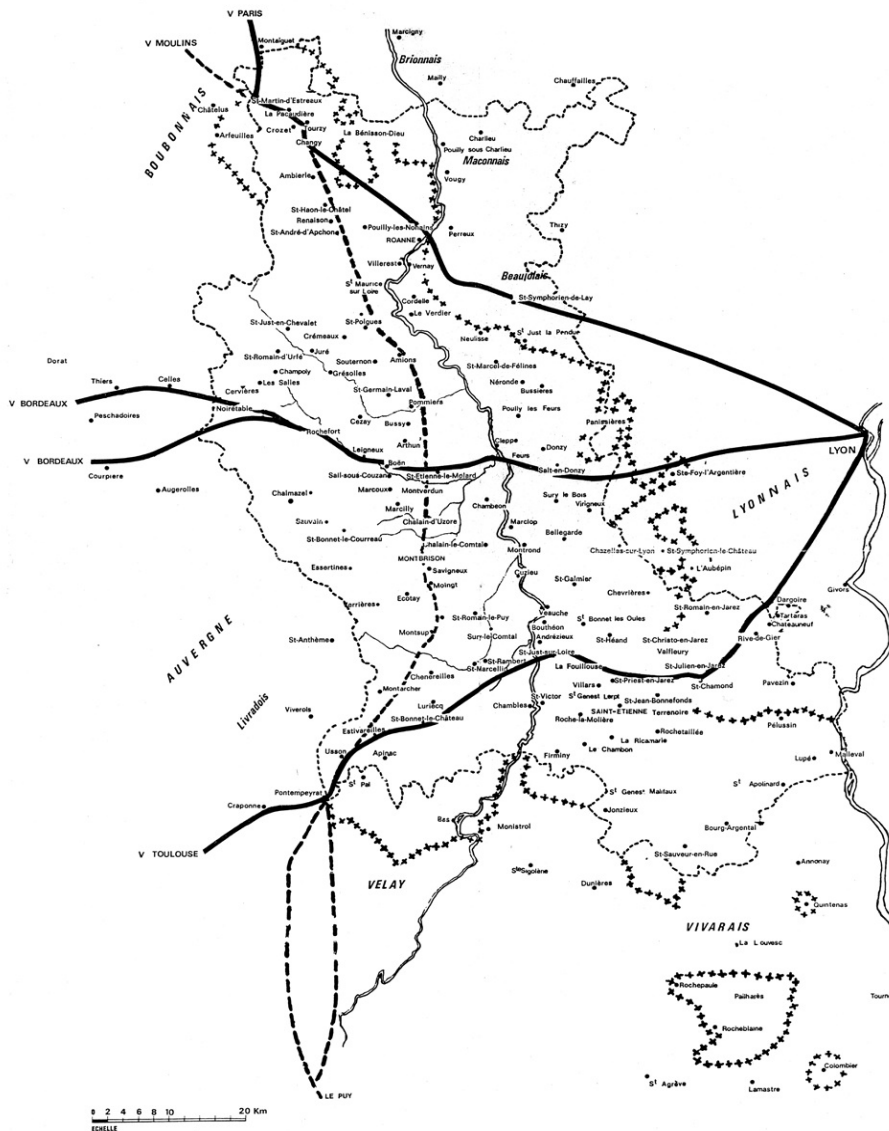 V PARIS
Marcigny
V MOULINS
Montaiguet
Brionnais
Mailly
Chauffailles
St-Martin-d'Estreaux
Châtelus
La Pacaudière
BOUBONNAIS
Arfeuilles
Crozet
Tourzy
La Bénisson-Dieu
Charlieu
Changy
Pouilly sous Charlieu
Maconnais
Ambierle
Vougy
St-Haon-le-Châtel
Renaison
Pouilly-les-Nonains
St-André-d'Apchon
ROANNE
Perreux
Thizy
Villerest
Vernay
Beaujolais
St Maurice
sur Loire
Cordelle
St-Symphorien-de-Lay
Le Verdier
St-Just-en-Chevalet
St-Polgues
Crémeaux
Neulisse
St Just la Pendue
St-Romain-d'Urfé
Juré
Dorat
Souternon
Amions
Champoly
Grésolles
St-Marcel-de-Félines
Thiers
Celles
Cervières
Les Salles
St-Germain-Laval
Néronde
Bussières
V BORDEAUX
Noirétable
Pommiers
Peschadoires
Cezay
Bussy
Pouilly les Feurs
Panissières
Rochefort
Arthun
Cleppé
Donzy
LYON
V BORDEAUX
Leigneux
Boën
Feurs
Courpière
Sail-sous-Couzan
St-Etienne-le-Molard
Salt-en-Donzy
Ste-Foy-l'Argentière
Augerolles
Chalmazel
Marcoux
Montverdun
LYONNAIS
Marcilly
Chambeon
Sury le Bois
Virigneux
Sauvain
Chalain-d'Uzore
Marclop
St-Bonnet-le-Courreau
Bellegarde
Chalain-le-Comtal
Montrond
Chazelles-sur-Lyon
St-Symphorien-le-Château
MONTBRISON
Essertines
Savigneux
L'Aubépin
Cuzieu
Moingt
St-Galmier
Ecotay
Chevrières
Givors
Dargoire
Verrières
Veauche
St-Romain-en-Jarez
Tartaras
St-Roman-le-Puy
Bouthéon
St Bonnet les Oules
Chateauneuf
AUVERGNE
St-Anthème
Montsup
Sury-le-Comtal
Andrézieux
St-Héand
St-Christo-en-Jarez
Rive-de-Gier
St-Just-sur-Loire
Valfleury
St-Rambert
La Fouillouse
St-Julien-en-Jarez
Chenereilles
St-Narcellin
St-Priest-en-Jarez
St-Chamond
Pavezin
Villars
Montarcher
St-Victor
St Genest Lerpt
St-Jean-Bonnefonds
Livradois
Viverols
Luriecq
Chambles
SAINT-ETIENNE
Terrenoire
St-Bonnet-le-Château
Roche-la-Molière
Pélussin
Estivareilles
La Ricamarie
Rochetaillée
Usson
Apinac
Firminy
Le Chambon
Malleval
Lupé
St Pal
Pontempeyrat
St Genest Malifaux
St Apolinard
Craponne
Jonzieux
Bas
Monistrol
Bourg-Argental
V TOULOUSE
St-Sauveur-en-Rue
Annonay
Ste Sigolène
VELAY
Dunières
Quintenas
VIVARAIS
La Louvesc
Rochepaule
Pailharès
Tourn
Rocheblaine
Colombier
St Agrève
Lamastre
LE PUY
0 2 4 6 8 10 20 Km
ECHELLE